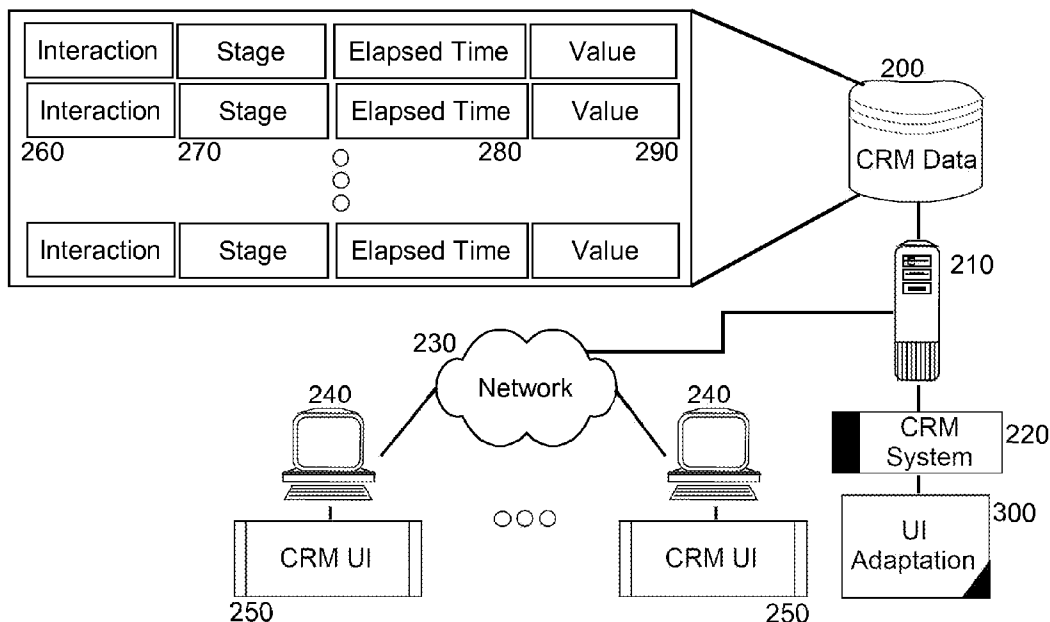 Interaction Stage Elapsed Time Value
Interaction Stage Elapsed Time Value
260 270 280 290
Interaction Stage Elapsed Time Value
200
CRM Data
210
230
Network
240
240
CRM
System
220
300
UI
Adaptation
CRM UI
CRM UI
250
250